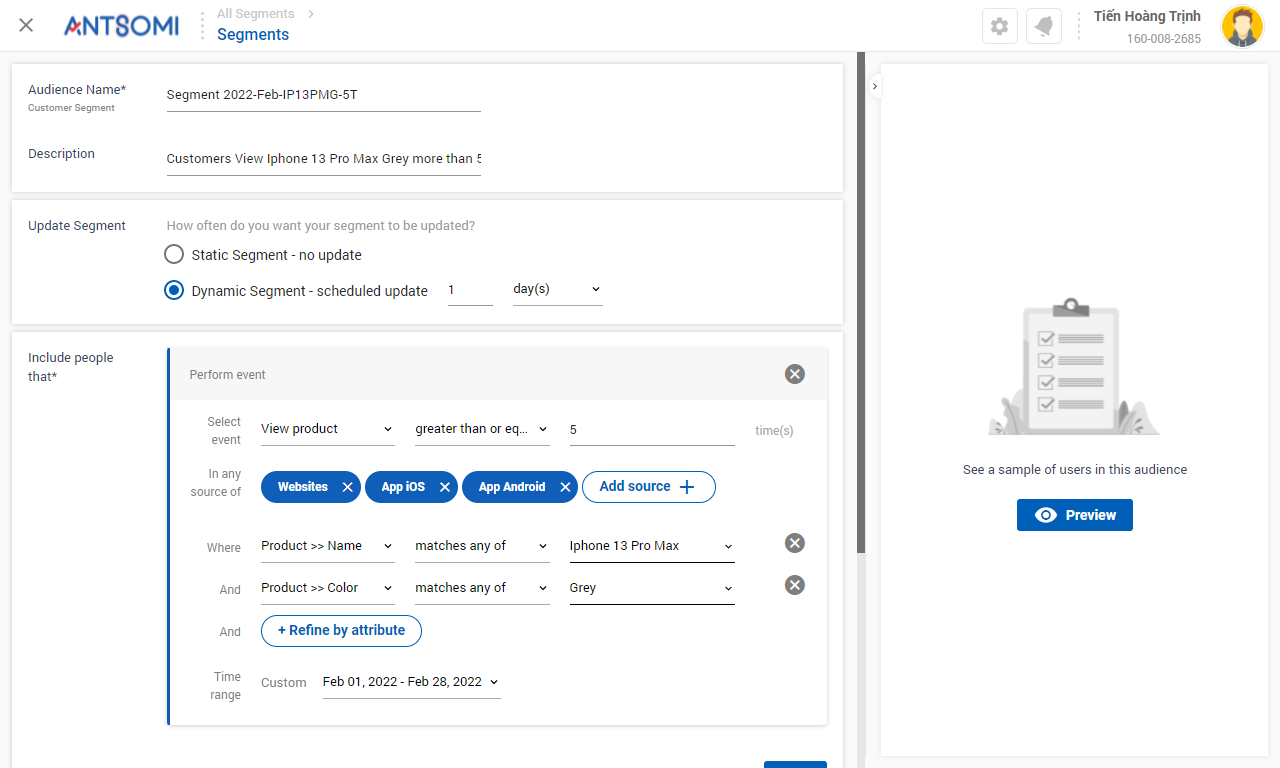 ANTSOMI
All Segments
Segments
Tiến Hoàng Trịnh
160-008-2685
Audience Name*
Customer Segment
Segment 2022-Feb-IP13PMG-5T
Description
Customers View Iphone 13 Pro Max Grey more than 5
Update Segment
How often do you want your segment to be updated?
Static Segment - no update
Dynamic Segment - scheduled update 1 day(s)
Include people
that*
Perform event
Select
event
View product greater than or eq... 5 time(s)
In any
source of
Websites App iOS App Android Add source
Where Product >> Name matches any of Iphone 13 Pro Max
And Product >> Color matches any of Grey
And + Refine by attribute
Time
range
Custom Feb 01, 2022 - Feb 28, 2022
See a sample of users in this audience
Preview